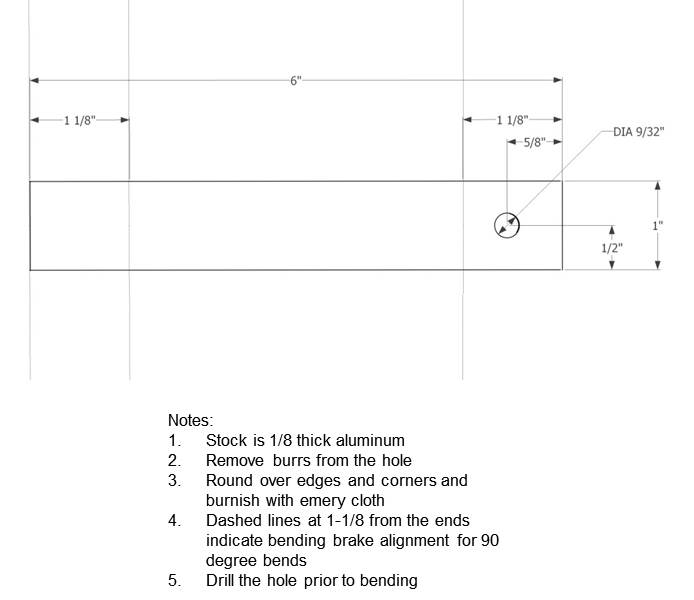 6"
1 1/8"
1 1/8"
DIA 9/32"
5/8"
1"
1/2"
Notes:
1. Stock is 1/8 thick aluminum
2. Remove burrs from the hole
3. Round over edges and corners and
burnish with emery cloth
4. Dashed lines at 1-1/8 from the ends
indicate bending brake alignment for 90
degree bends
5. Drill the hole prior to bending